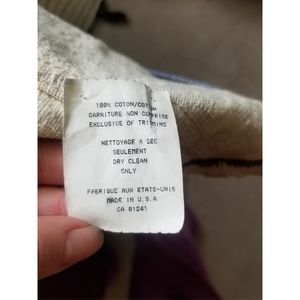 100% COTON/COTTON
GARNITURE NON COMPRISE
EXCLUSIVE OF TRIMMING
NETTOYAGE A SEC
SEULEMENT
DRY CLEAN
ONLY
FABRIQUE AUX ETATS-UNIS
MADE IN U.S.A
CA 01241